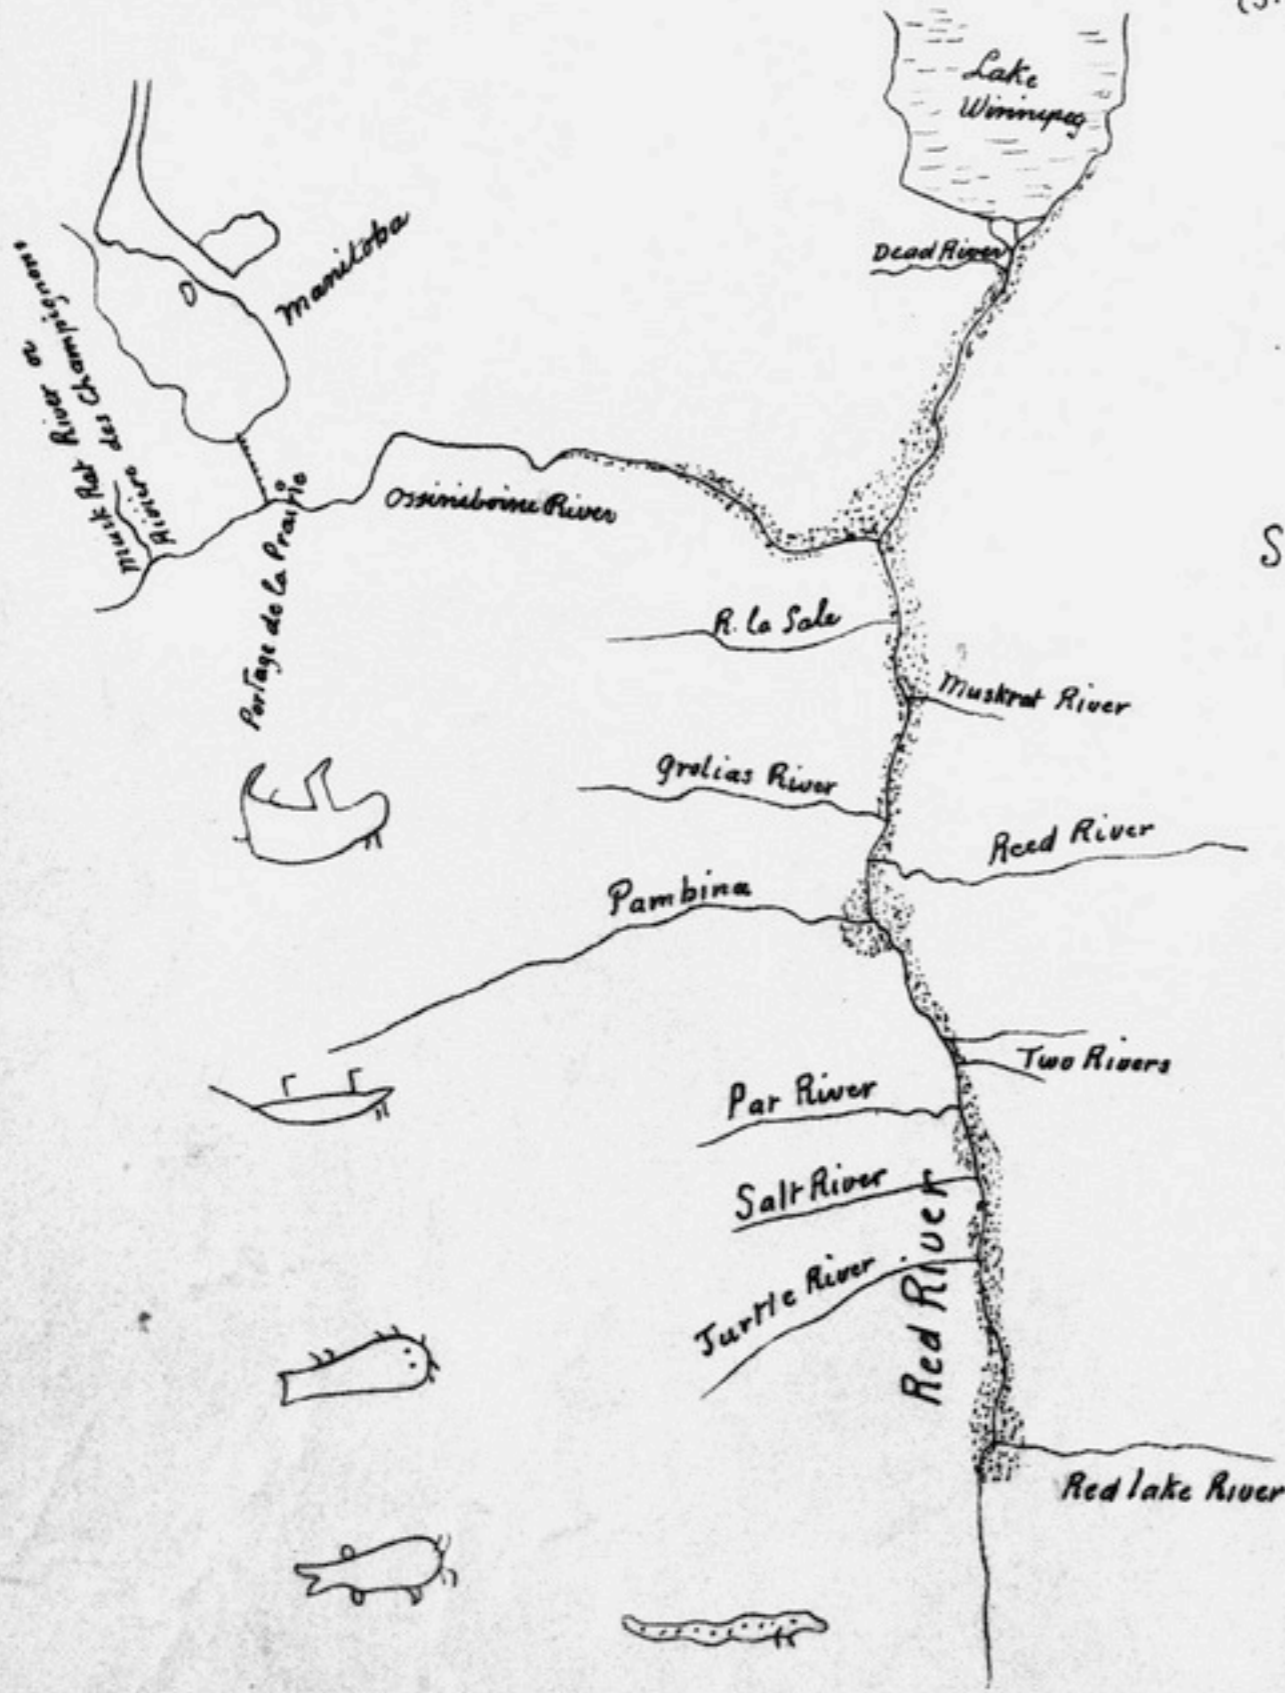 Lake
Winnipeg
Dead River
Manitoba
Musk Rat River or
Rivière des Champignons
Portage de la Prairie
Ossiniboine River
R. la Sale
Muskrat River
Grolias River
Reed River
Pambina
Two Rivers
Par River
Salt River
Turtle River
Red River
Red lake River
S